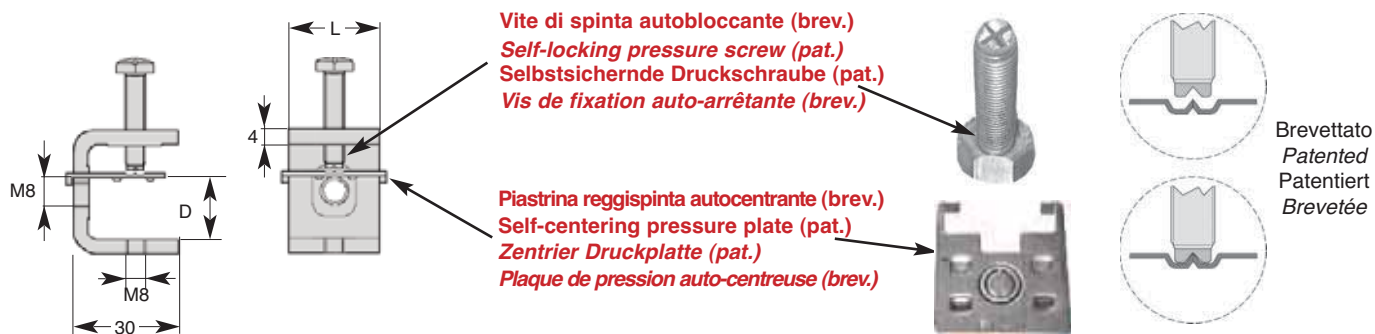 Vite di spinta autobloccante (brev.)
Self-locking pressure screw (pat.)
Selbstsichernde Druckschraube (pat.)
Vis de fixation auto-arrêtante (brev.)
Piastrina reggispinta autocentrante (brev.)
Self-centering pressure plate (pat.)
Zentrier Druckplatte (pat.)
Plaque de pression auto-centreuse (brev.)
Brevettato
Patented
Patentiert
Brevetée
L
4
M8
D
M8
30